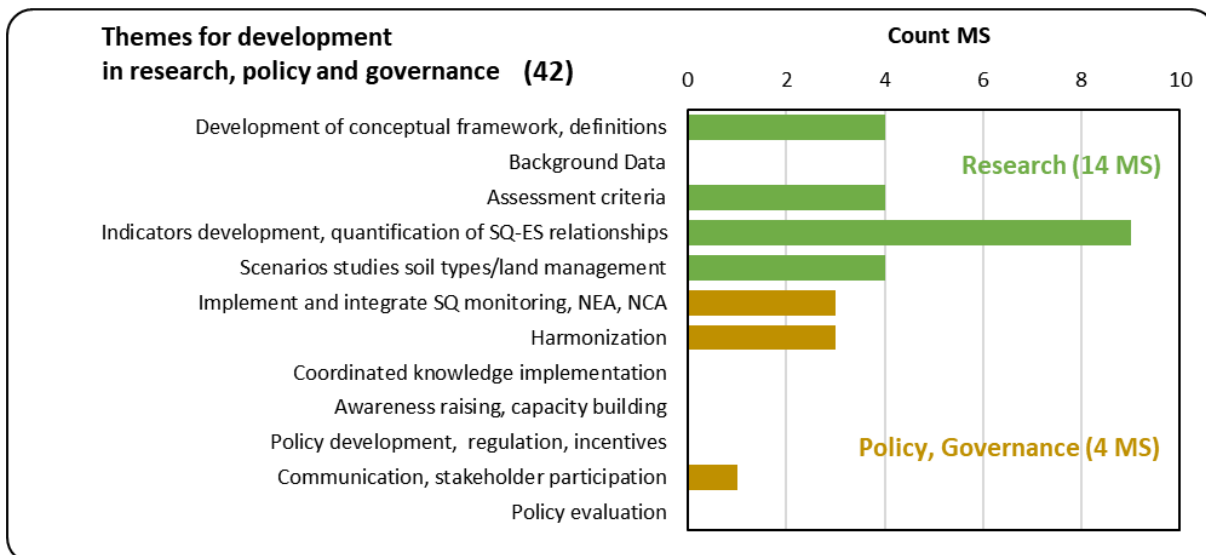 Themes for development
in research, policy and governance (42)
Count MS
0 2 4 6 8 10
Development of conceptual framework, definitions
Background Data
Research (14 MS)
Assessment criteria
Indicators development, quantification of SQ-ES relationships
Scenarios studies soil types/land management
Implement and integrate SQ monitoring, NEA, NCA
Harmonization
Coordinated knowledge implementation
Awareness raising, capacity building
Policy development, regulation, incentives
Policy, Governance (4 MS)
Communication, stakeholder participation
Policy evaluation